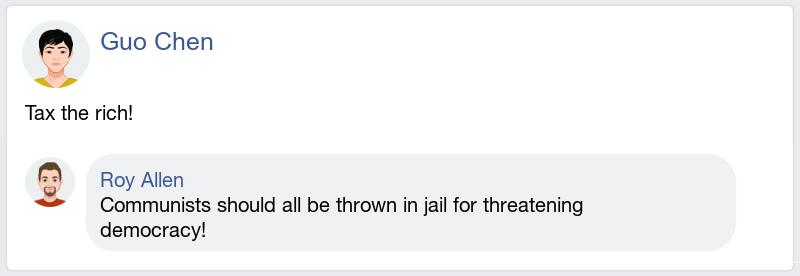 Guo Chen
Tax the rich!
Roy Allen
Communists should all be thrown in jail for threatening
democracy!